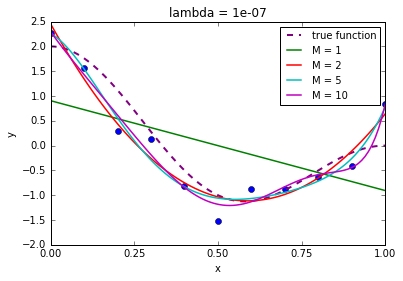 lambda = 1e-07
2.5
2.0
1.5
1.0
0.5
0.0
−0.5
−1.0
−1.5
−2.0
y
true function
M = 1
M = 2
M = 5
M = 10
0.00
0.25
0.50
0.75
1.00
x